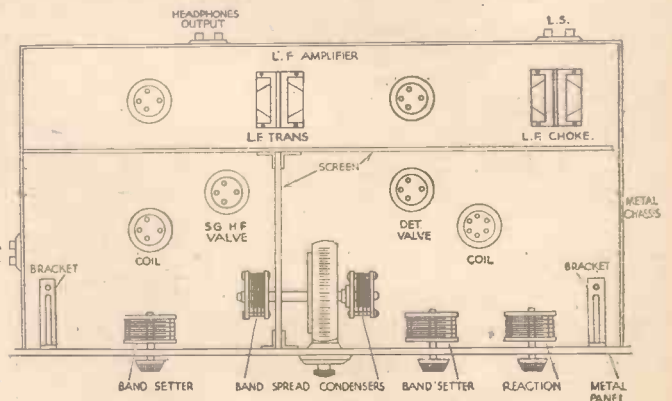 HEADPHONES
OUTPUT
L.S.
L.F AMPLIFIER
L.F TRANS
L.F. CHOKE.
SCREEN
SG HF
VALVE
DET.
VALVE
METAL
CHASSIS
COIL
COIL
BRACKET
BRACKET
BAND SETTER
BAND SPREAD CONDENSERS
BAND SETTER
REACTION
METAL
PANEL